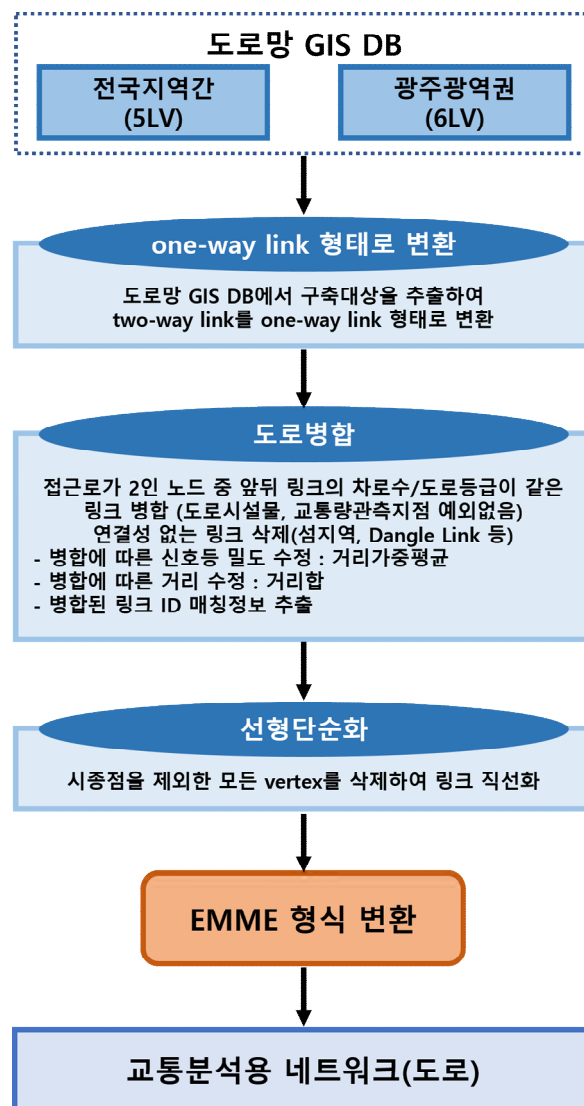 도로망 GIS DB
전국지역간
(5LV)
광주광역권
(6LV)
one-way link 형태로 변환
도로망 GIS DB에서 구축대상을 추출하여
two-way link를 one-way link 형태로 변환
도로병합
접근로가 2인 노드 중 앞뒤 링크의 차로수/도로등급이 같은
링크 병합 (도로시설물, 교통량관측지점 예외없음)
연결성 없는 링크 삭제(섬지역, Dangle Link 등)
- 병합에 따른 신호등 밀도 수정 : 거리가중평균
- 병합에 따른 거리 수정 : 거리합
- 병합된 링크 ID 매칭정보 추출
선형단순화
시종점을 제외한 모든 vertex를 삭제하여 링크 직선화
EMME 형식 변환
교통분석용 네트워크(도로)